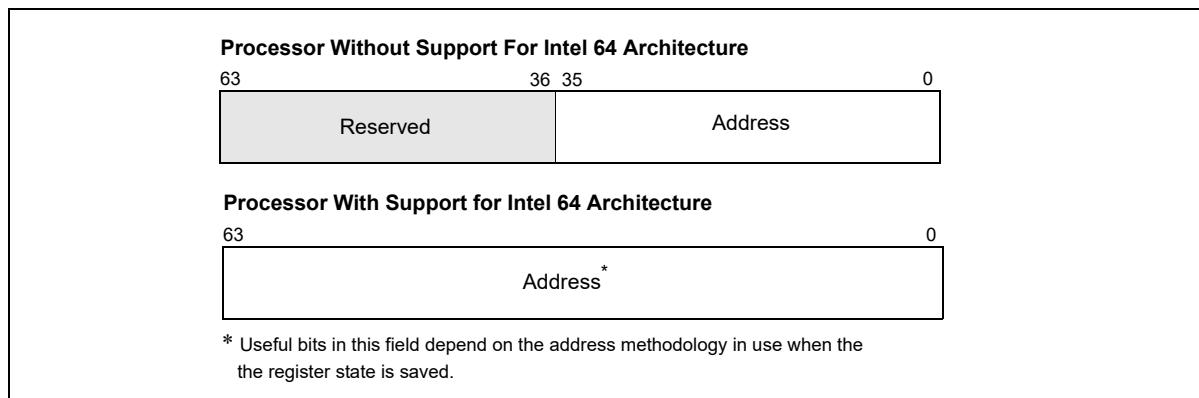 Processor Without Support For Intel 64 Architecture
63 36 35 0
Reserved Address
Processor With Support for Intel 64 Architecture
63 0
Address*
* Useful bits in this field depend on the address methodology in use when the
the register state is saved.